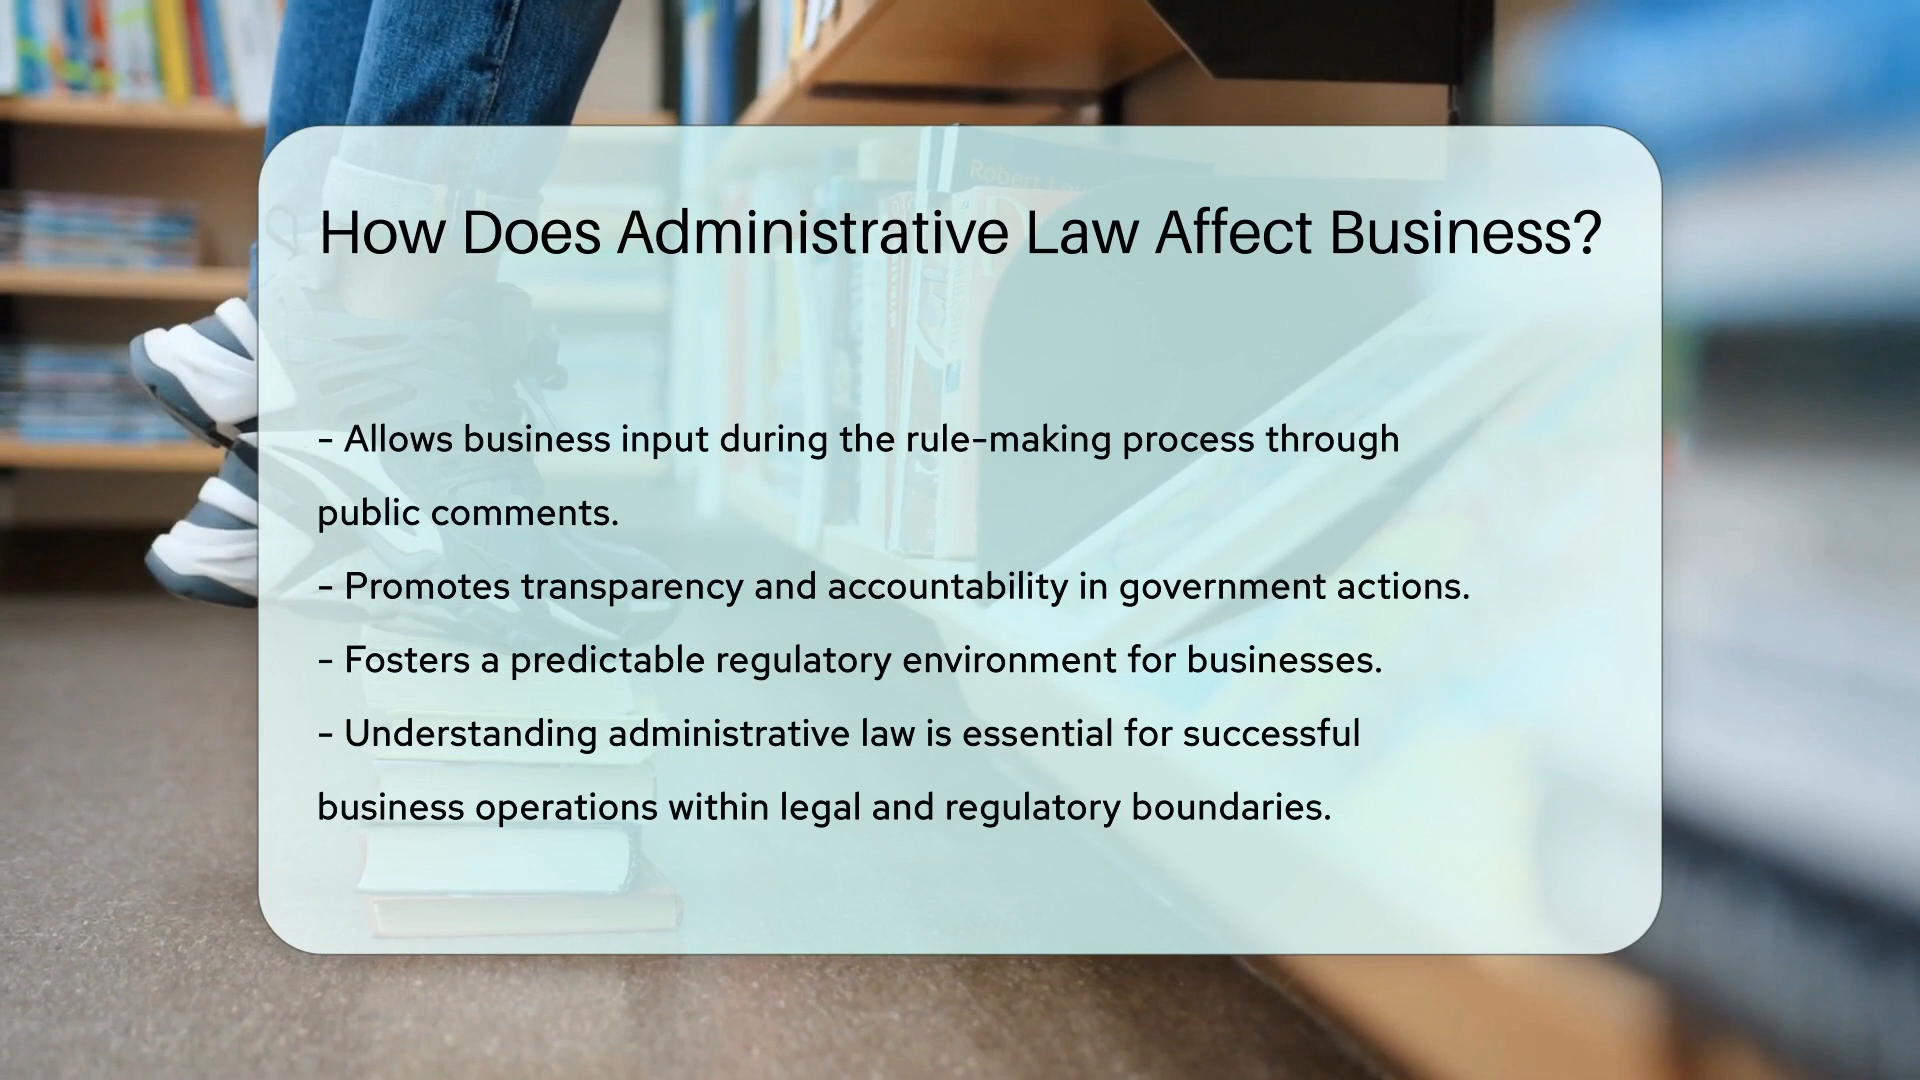 How Does Administrative Law Affect Business?
- Allows business input during the rule-making process through
public comments.
- Promotes transparency and accountability in government actions.
- Fosters a predictable regulatory environment for businesses.
- Understanding administrative law is essential for successful
business operations within legal and regulatory boundaries.